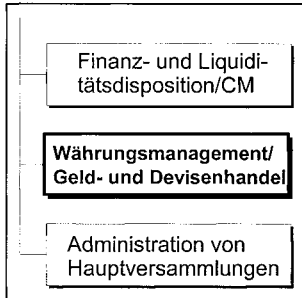 Finanz- und Liquidi-
tätsdisposition/CM
Währungsmanagement/
Geld- und Devisenhandel
Administration von
Hauptversammlungen